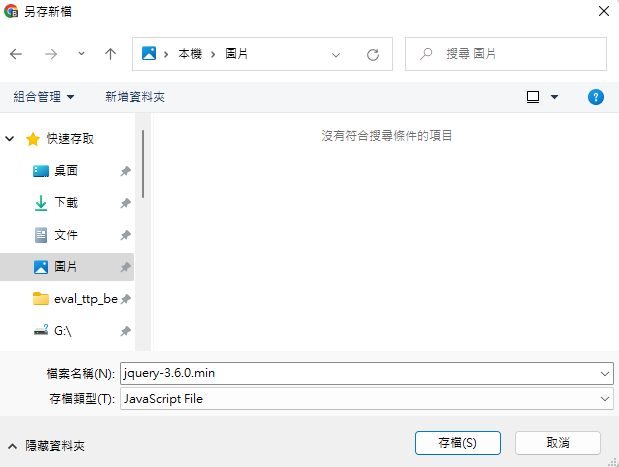 另存新檔
本機 › 圖片
搜尋 圖片
組合管理
新增資料夾
快速存取
沒有符合搜尋條件的項目
桌面
下載
文件
圖片
eval_ttp_be
G:\
檔案名稱(N): jquery-3.6.0.min
存檔類型(T): JavaScript File
隱藏資料夾
存檔(S)
取消